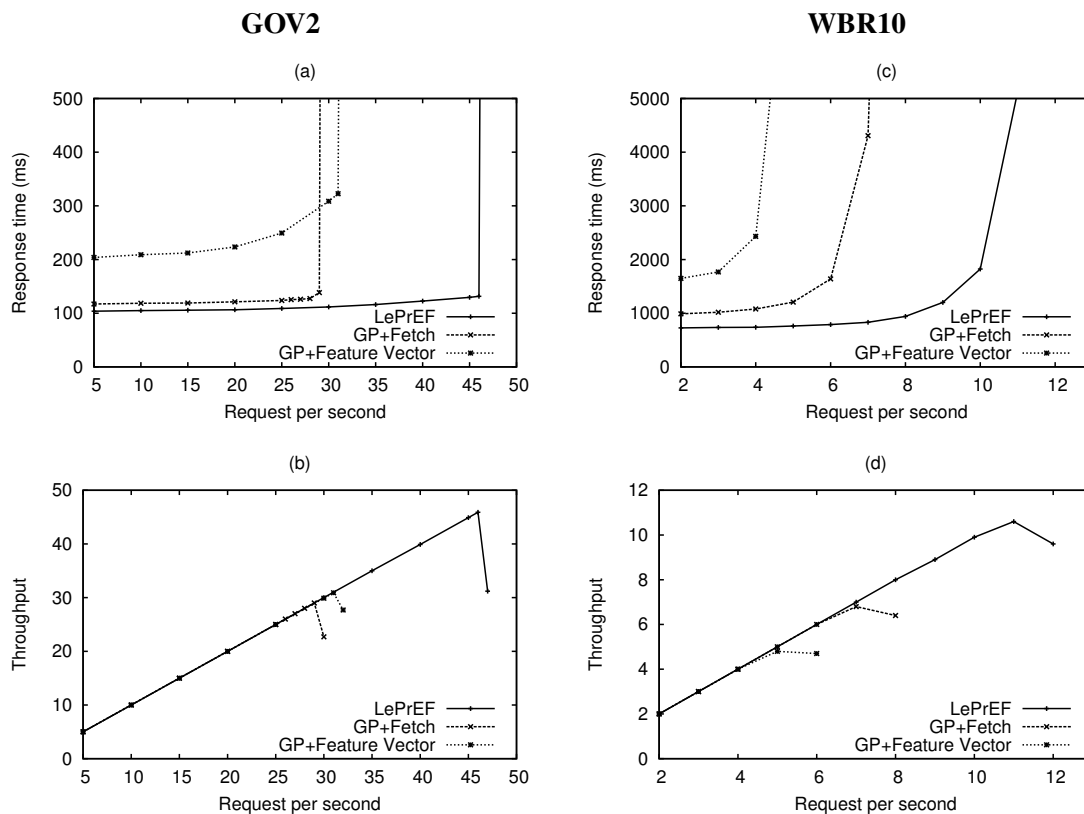 GOV2
WBR10
(a)
Response time (ms)
500
400
300
200
100
0
5 10 15 20 25 30 35 40 45 50
Request per second
LePrEF
GP+Fetch
GP+Feature Vector
(c)
Response time (ms)
5000
4000
3000
2000
1000
0
2 4 6 8 10 12
Request per second
LePrEF
GP+Fetch
GP+Feature Vector
(b)
Throughput
50
40
30
20
10
0
5 10 15 20 25 30 35 40 45 50
Request per second
LePrEF
GP+Fetch
GP+Feature Vector
(d)
Throughput
12
10
8
6
4
2
0
2 4 6 8 10 12
Request per second
LePrEF
GP+Fetch
GP+Feature Vector